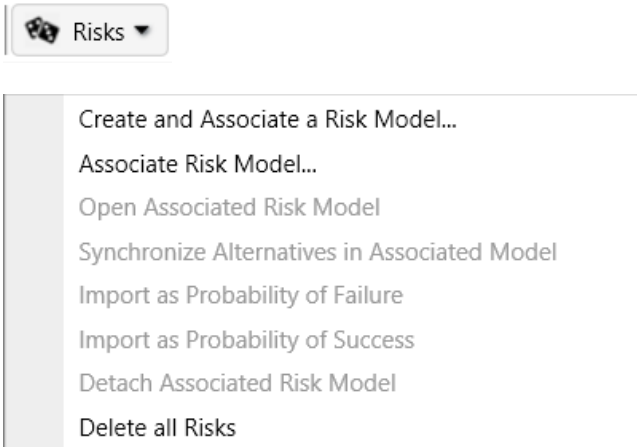 Risks
Create and Associate a Risk Model...
Associate Risk Model...
Open Associated Risk Model
Synchronize Alternatives in Associated Model
Import as Probability of Failure
Import as Probability of Success
Detach Associated Risk Model
Delete all Risks